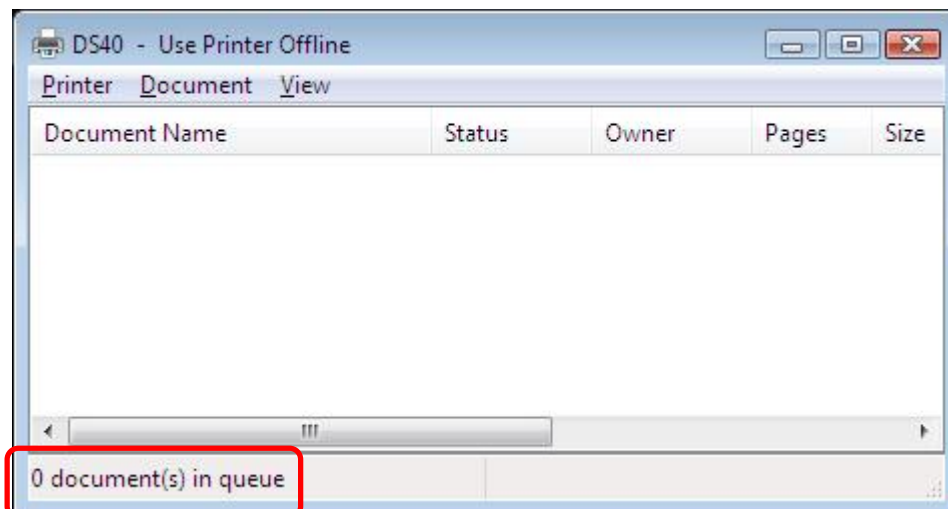 DS40 - Use Printer Offline
Printer Document View
Document Name Status Owner Pages Size
0 document(s) in queue